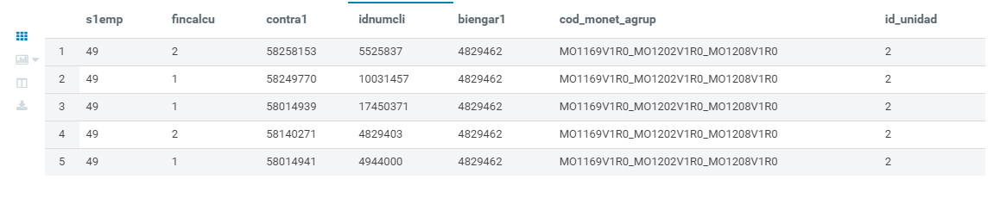 s1emp fincalcu contra1 idnumcli biengar1 cod_monet_agrup id_unidad
1 49 2 58258153 5525837 4829462 MO1169V1R0_MO1202V1R0_MO1208V1R0 2
2 49 1 58249770 10031457 4829462 MO1169V1R0_MO1202V1R0_MO1208V1R0 2
3 49 1 58014939 17450371 4829462 MO1169V1R0_MO1202V1R0_MO1208V1R0 2
4 49 2 58140271 4829403 4829462 MO1169V1R0_MO1202V1R0_MO1208V1R0 2
5 49 1 58014941 4944000 4829462 MO1169V1R0_MO1202V1R0_MO1208V1R0 2